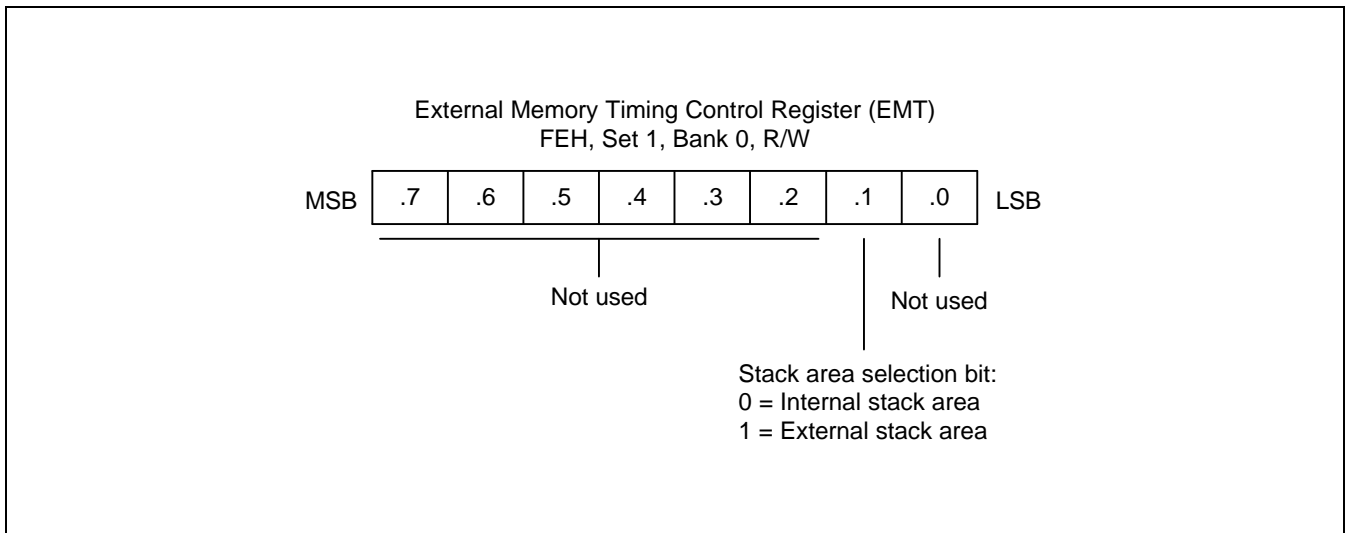 External Memory Timing Control Register (EMT)
FEH, Set 1, Bank 0, R/W
MSB .7 .6 .5 .4 .3 .2 .1 .0 LSB
Not used
Not used
Stack area selection bit:
0 = Internal stack area
1 = External stack area